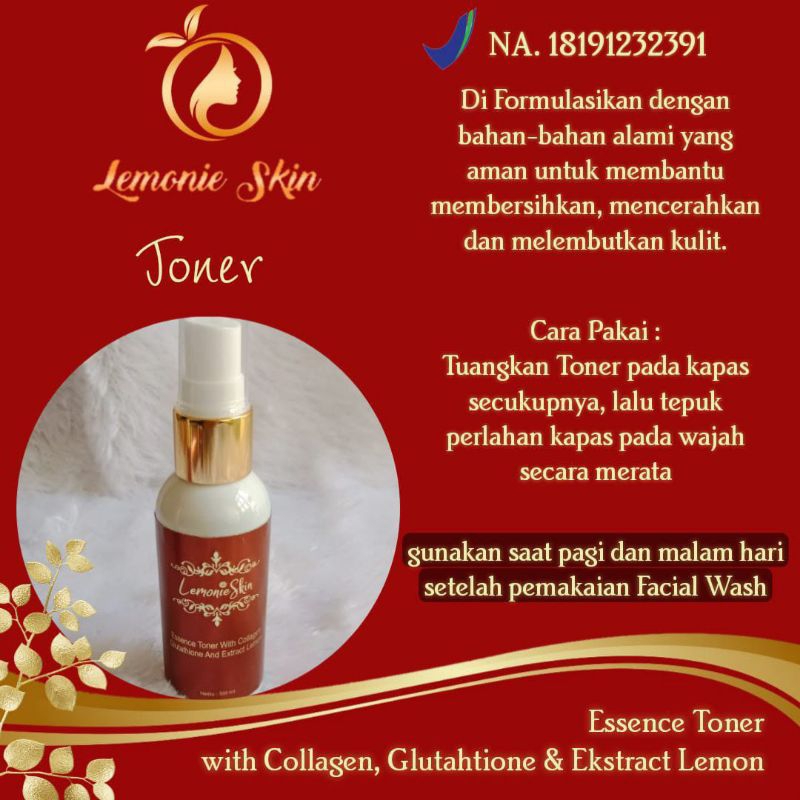 Lemonie Skin
Toner
NA. 18191232391
Di Formulasikan dengan
bahan-bahan alami yang
aman untuk membantu
membersihkan, mencerahkan
dan melembutkan kulit.
Cara Pakai :
Tuangkan Toner pada kapas
secukupnya, lalu tepuk
perlahan kapas pada wajah
secara merata
gunakan saat pagi dan malam hari
setelah pemakaian Facial Wash
Lemonie Skin
Essence Toner With Collagen
Glutathione And Extract Lemon
Netto :
Essence Toner
with Collagen, Glutahtione & Ekstract Lemon